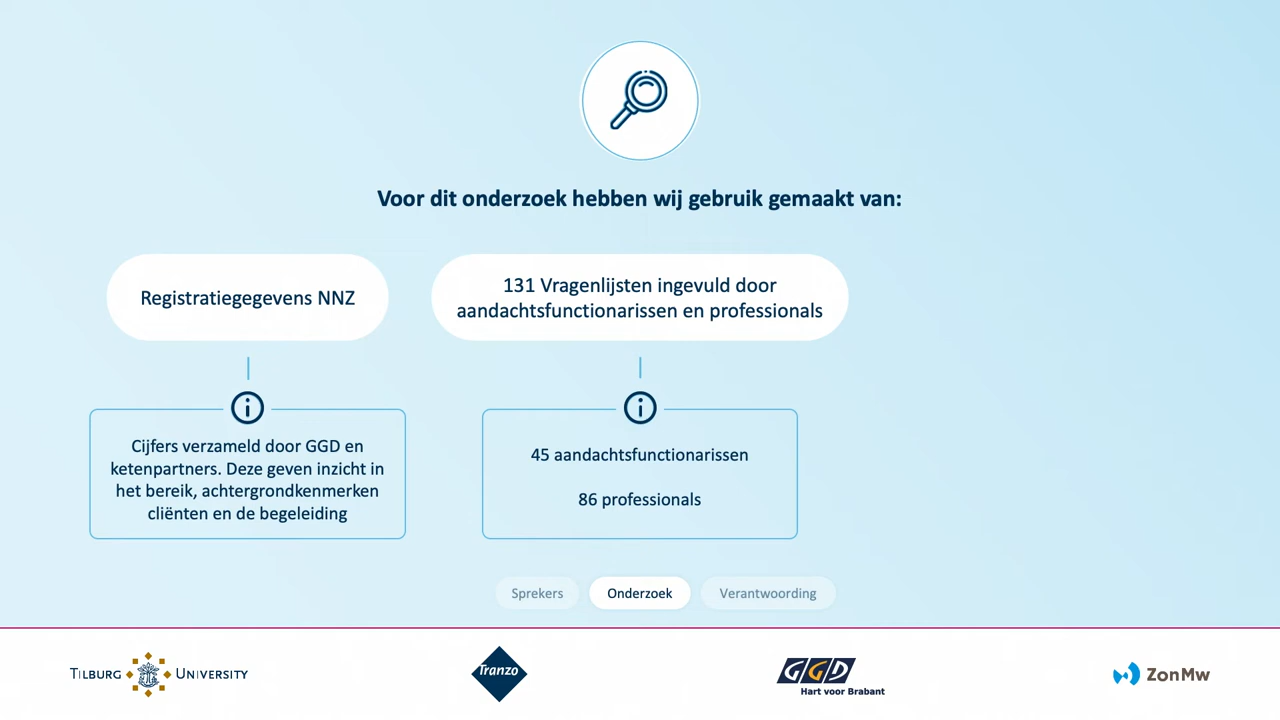 Voor dit onderzoek hebben wij gebruik gemaakt van:
Registratiegegevens NNZ
131 Vragenlijsten ingevuld door
aandachtsfunctionarissen en professionals
Cijfers verzameld door GGD en
ketenpartners. Deze geven inzicht in
het bereik, achtergrondkenmerken
cliënten en de begeleiding
45 aandachtsfunctionarissen
86 professionals
Sprekers
Onderzoek
Verantwoording
TILBURG UNIVERSITY
Tranzo
GGD
Hart voor Brabant
ZonMw